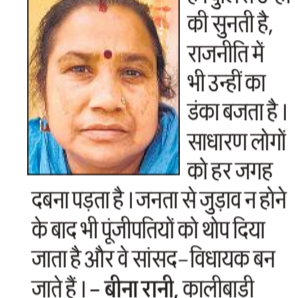 की सुनती है,
राजनीति में
भी उन्हीं का
डंका बजता है।
साधारण लोगों
को हर जगह
दबना पड़ता है। जनता से जुड़ाव न होने
के बाद भी पूंजीपतियों को थोप दिया
जाता है और वे सांसद-विधायक बन
जाते हैं। - बीना रानी, कालीबाड़ी